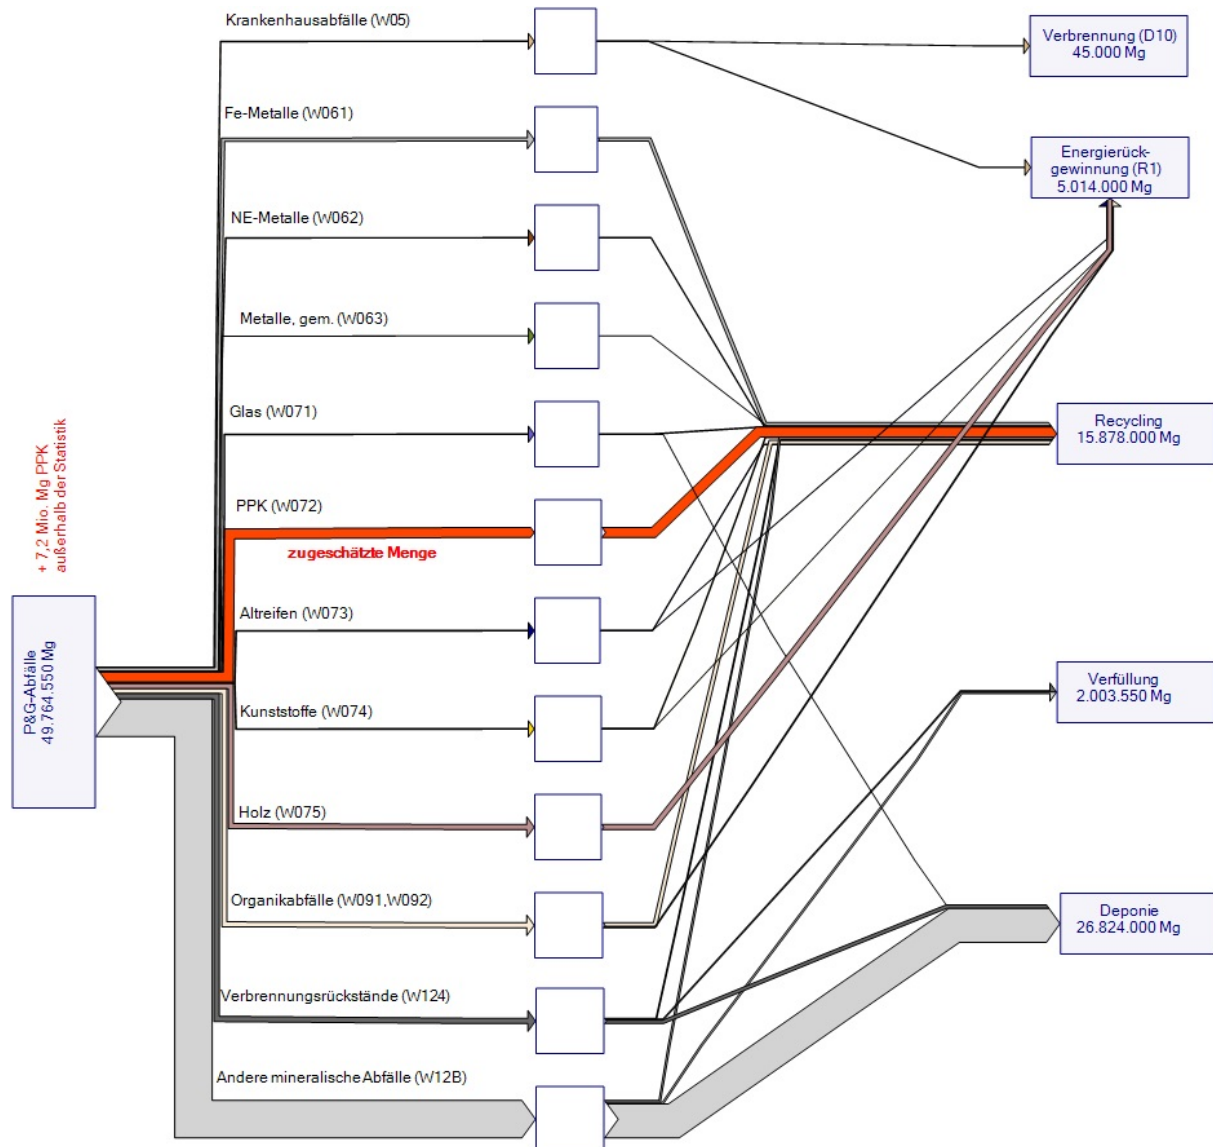 Krankenhausabfälle (W05)
Verbrennung (D10)
45.000 Mg
Fe-Metalle (W061)
Energierück-
gewinnung (R1)
5.014.000 Mg
NE-Metalle (W062)
Metalle, gem. (W063)
Glas (W071)
Recycling
15.878.000 Mg
+ 7,2 Mio. Mg PPK
außerhalb der Statistik
PPK (W072)
zugeschätzte Menge
P&G-Abfälle
49.764.550 Mg
Altreifen (W073)
Verfüllung
2.003.550 Mg
Kunststoffe (W074)
Holz (W075)
Organikabfälle (W091,W092)
Deponie
26.824.000 Mg
Verbrennungsrückstände (W124)
Andere mineralische Abfälle (W12B)